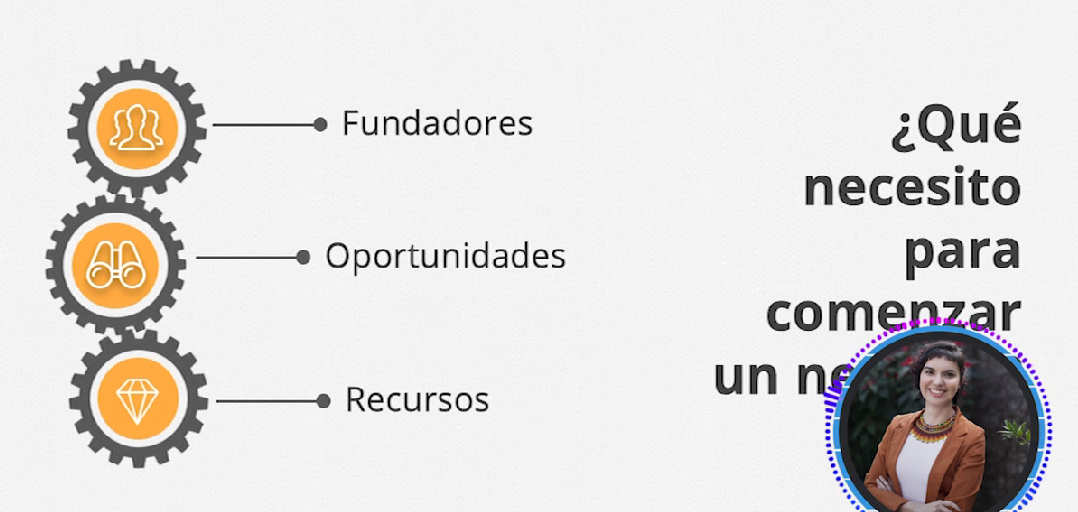 Fundadores
Oportunidades
Recursos
¿Qué
necesito
para
comenzar
un